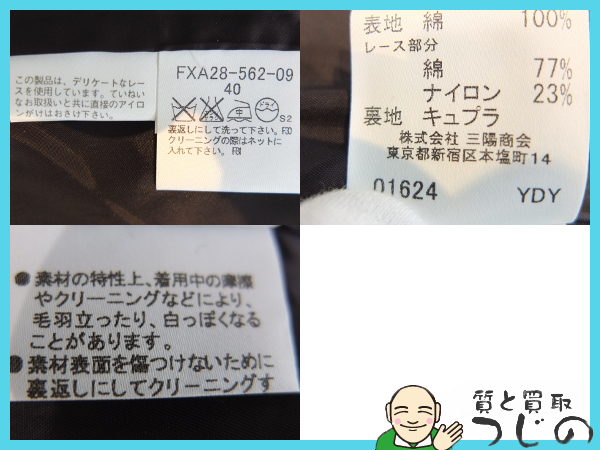 この製品は、デリケートなレー
スを使用しています。ていねい
なお取扱いと共に直接のアイロ
ンがけはおさけ下さい。
FXA28-562-09
40
ドライ
S2
裏返しにして洗って下さい。F30
クリーニングの際はネットに
入れて下さい。F81
表地 綿 100%
レース部分
綿 77%
ナイロン 23%
裏地 キュプラ
株式会社 三陽商会
東京都新宿区本塩町14
01624 YDY
●素材の特性上、着用中の摩擦
やクリーニングなどにより、
毛羽立ったり、白っぽくなる
ことがあります。
●素材表面を傷つけないために
裏返しにしてクリーニングす
質と買取
つじの